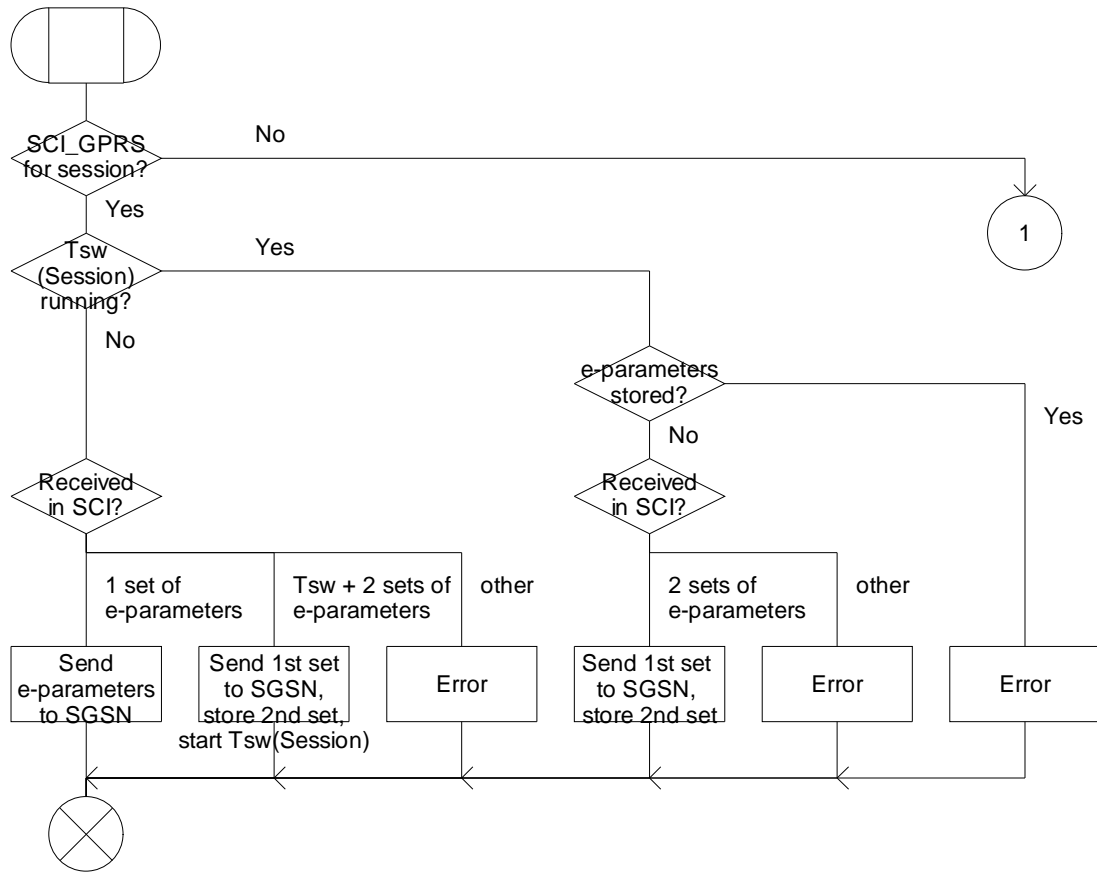 SCI_GPRS
for session?
No
Yes
1
Tsw
(Session)
running?
Yes
No
e-parameters
stored?
Yes
No
Received
in SCI?
Received
in SCI?
1 set of
e-parameters
Tsw + 2 sets of
e-parameters
other
2 sets of
e-parameters
other
Send
e-parameters
to SGSN
Send 1st set
to SGSN,
store 2nd set,
start Tsw(Session)
Error
Send 1st set
to SGSN,
store 2nd set
Error
Error